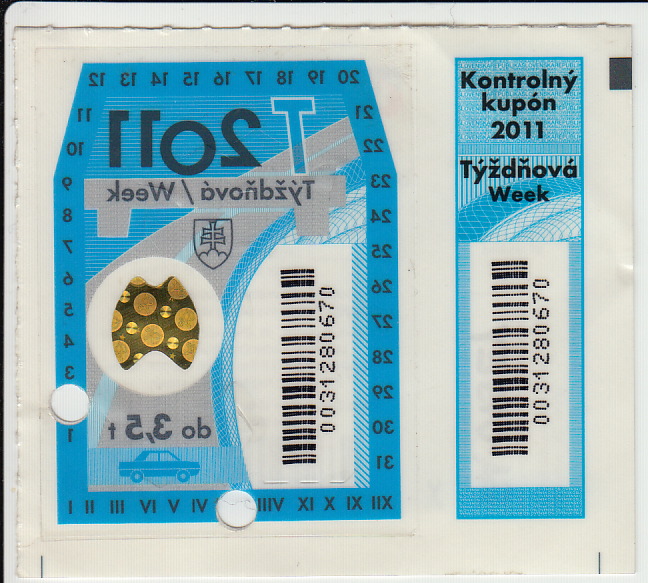 12 13 14 15 16 17 18 19 20
11
10
9
8
7
6
5
4
3
1
2011 T
Týždňová / Week
0031280670
do 3,5 t
21
22
23
24
25
26
27
28
29
30
31
I II III IV V VI VIII IX X XI XII
Kontrolný
kupón
2011
Týždňová
Week
0031280670